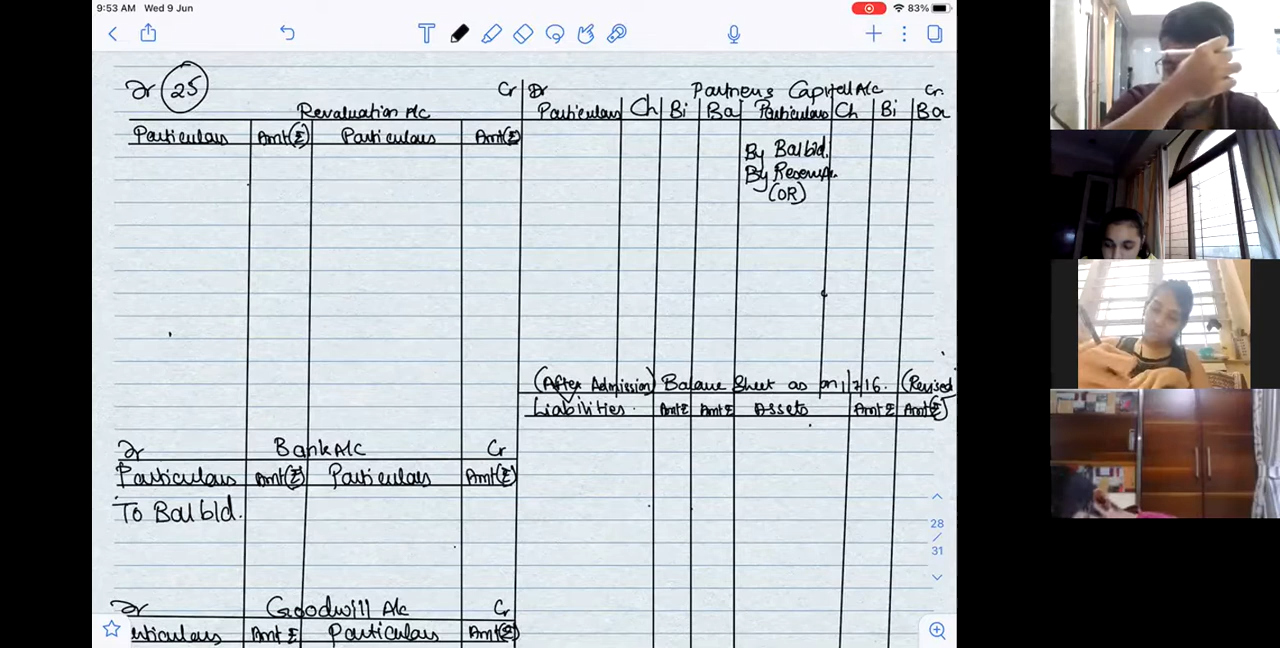 9:53 AM Wed 9 Jun
83%
Dr 25 Cr
Revaluation A/c
Particulars Amt(₹) Particulars Amt(₹)
Dr Partners Capital A/c Cr.
Particulars Ch Bi Ba Particulars Ch Bi Ba
By Bal b/d.
By Reserve
(OR)
(After Admission) Balance Sheet as on 1/7/16. (Revised)
Liabilities. Amt ₹ Amt ₹ Assets Amt ₹ Amt(₹)
Dr Bank A/c Cr
Particulars Amt(₹) Particulars Amt(₹)
To Bal b/d.
28
/
31
Dr Goodwill A/c Cr
rticulars Amt ₹ Particulars Amt(₹)